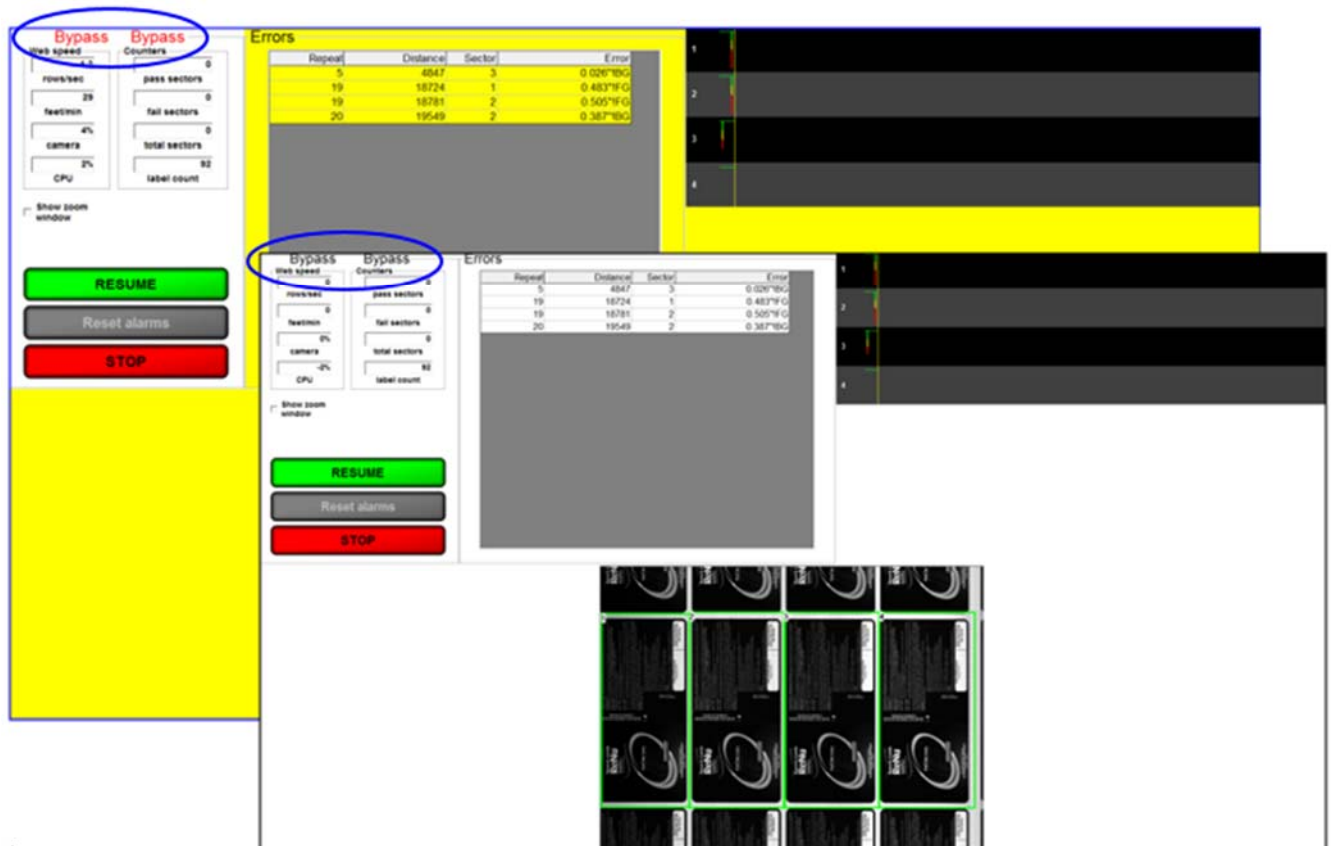 Bypass Bypass
Web speed Counters
0
rows/sec pass sectors
29 0
feet/min fail sectors
4% 0
camera total sectors
2% 92
CPU label count
Show zoom
window
RESUME
Reset alarms
STOP
Errors
Repeat Distance Sector Error
5 4847 3 0.026"!BG
19 18724 1 0.483"!FG
19 18781 2 0.505"!FG
20 19549 2 0.387"!BG
1
2
3
4
Bypass Bypass
Web speed Counters
0 0
rows/sec pass sectors
0 0
feet/min fail sectors
0% 0
camera total sectors
-2% 92
CPU label count
Show zoom
window
RESUME
Reset alarms
STOP
Errors
Repeat Distance Sector Error
5 4847 3 0.026"!BG
19 18724 1 0.483"!FG
19 18781 2 0.505"!FG
20 19549 2 0.387"!BG
1
2
3
4